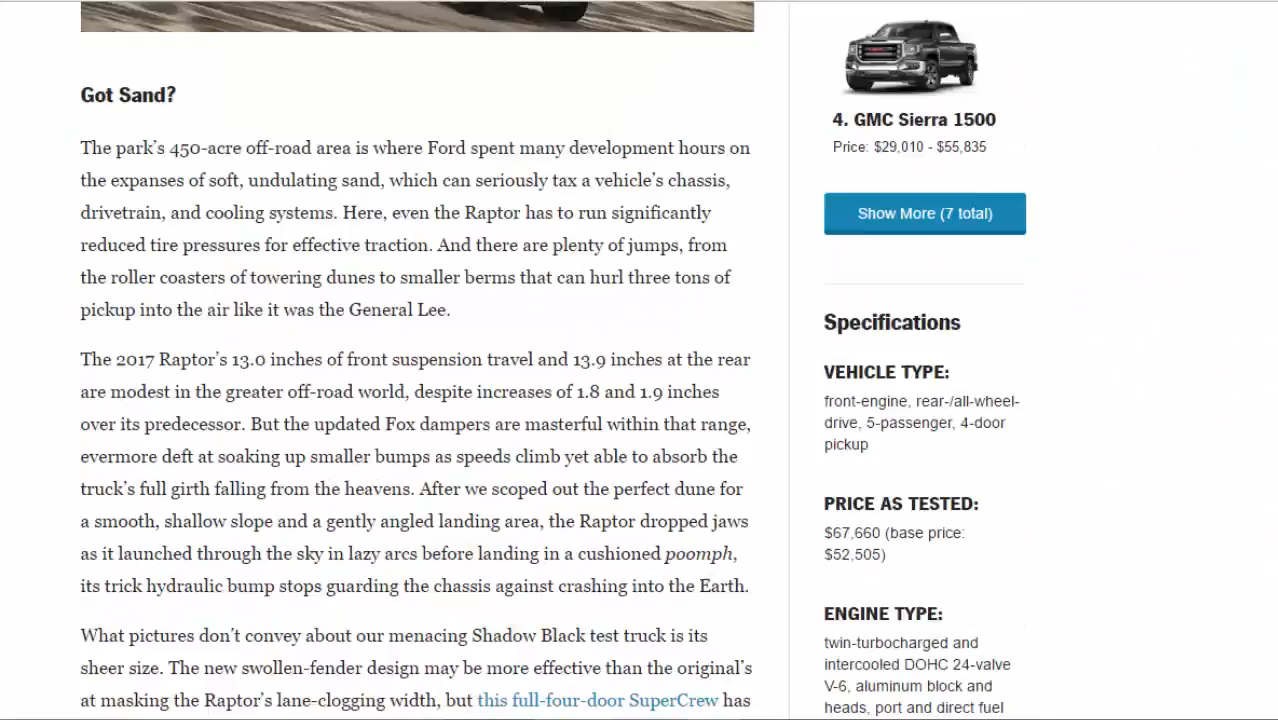 Got Sand?
The park's 450-acre off-road area is where Ford spent many development hours on
the expanses of soft, undulating sand, which can seriously tax a vehicle's chassis,
drivetrain, and cooling systems. Here, even the Raptor has to run significantly
reduced tire pressures for effective traction. And there are plenty of jumps, from
the roller coasters of towering dunes to smaller berms that can hurl three tons of
pickup into the air like it was the General Lee.
The 2017 Raptor's 13.0 inches of front suspension travel and 13.9 inches at the rear
are modest in the greater off-road world, despite increases of 1.8 and 1.9 inches
over its predecessor. But the updated Fox dampers are masterful within that range,
evermore deft at soaking up smaller bumps as speeds climb yet able to absorb the
truck's full girth falling from the heavens. After we scoped out the perfect dune for
a smooth, shallow slope and a gently angled landing area, the Raptor dropped jaws
as it launched through the sky in lazy arcs before landing in a cushioned poomph,
its trick hydraulic bump stops guarding the chassis against crashing into the Earth.
What pictures don't convey about our menacing Shadow Black test truck is its
sheer size. The new swollen-fender design may be more effective than the original's
at masking the Raptor's lane-clogging width, but this full-four-door SuperCrew has
4. GMC Sierra 1500
Price: $29,010 - $55,835
Show More (7 total)
Specifications
VEHICLE TYPE:
front-engine, rear-/all-wheel-
drive, 5-passenger, 4-door
pickup
PRICE AS TESTED:
$67,660 (base price:
$52,505)
ENGINE TYPE:
twin-turbocharged and
intercooled DOHC 24-valve
V-6, aluminum block and
heads, port and direct fuel